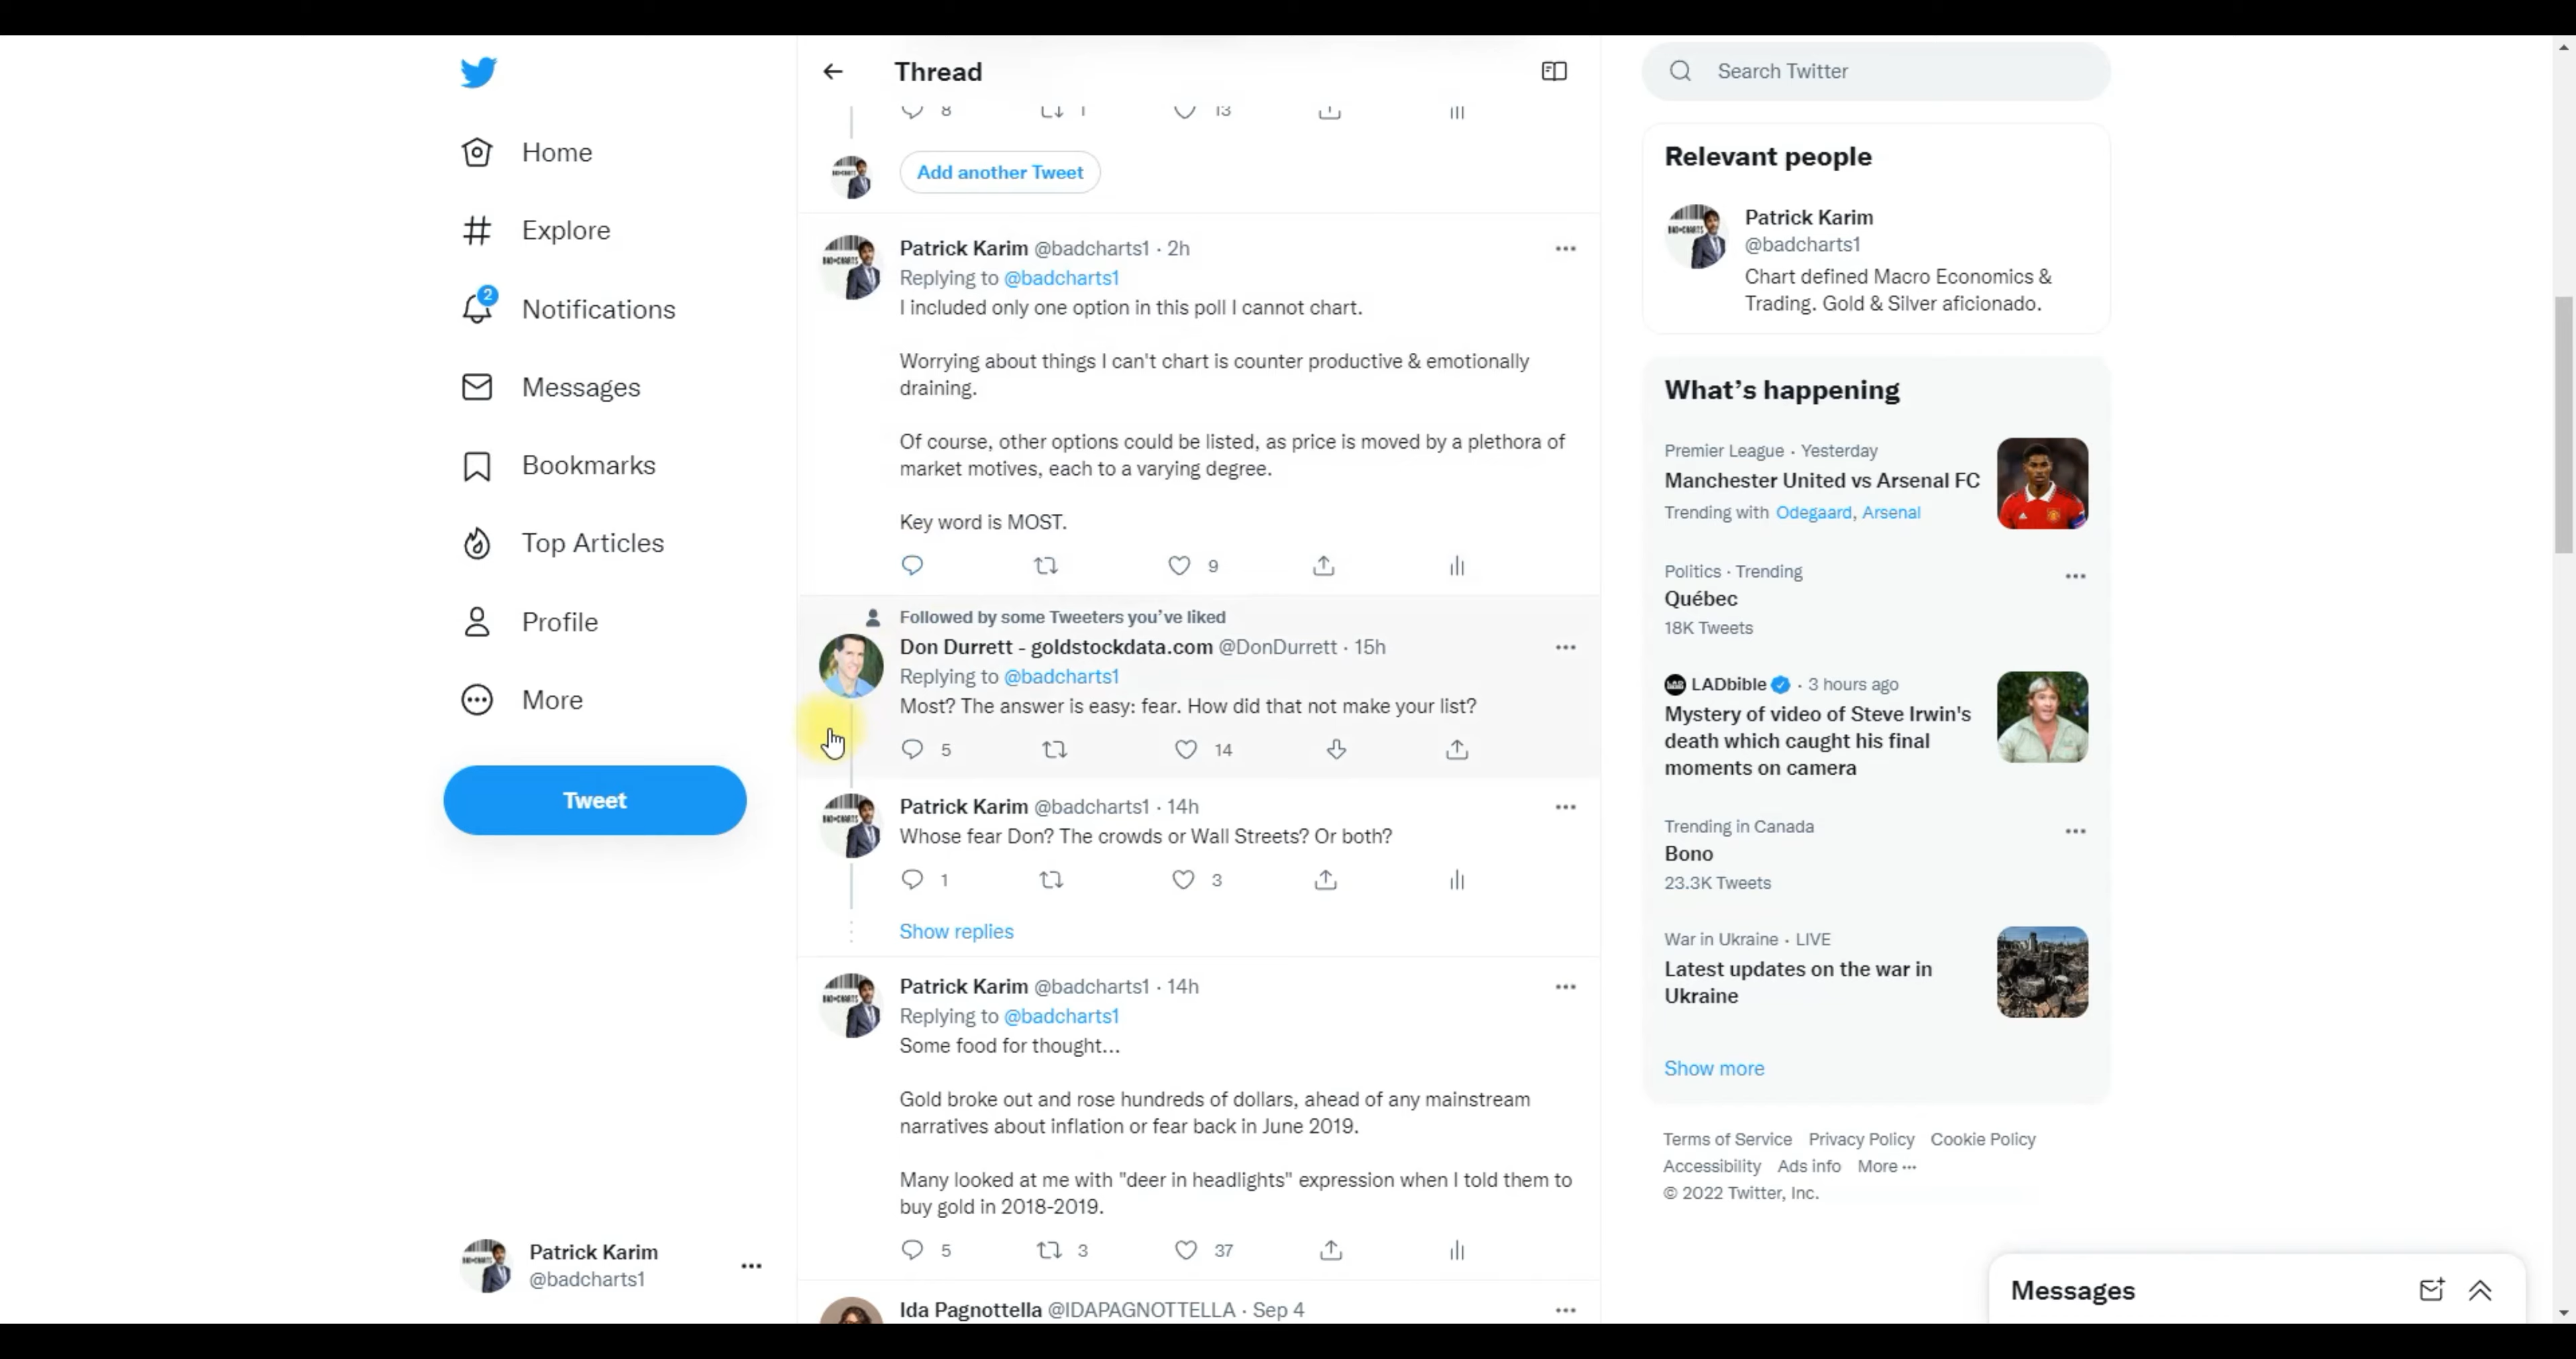 Home
Explore
2
Notifications
Messages
Bookmarks
Top Articles
Profile
More
Tweet
Patrick Karim
@badcharts1
Thread
8 1 13
Add another Tweet
Patrick Karim @badcharts1 · 2h
Replying to @badcharts1
I included only one option in this poll I cannot chart.
Worrying about things I can't chart is counter productive & emotionally
draining.
Of course, other options could be listed, as price is moved by a plethora of
market motives, each to a varying degree.
Key word is MOST.
9
Followed by some Tweeters you've liked
Don Durrett - goldstockdata.com @DonDurrett · 15h
Replying to @badcharts1
Most? The answer is easy: fear. How did that not make your list?
5 14
Patrick Karim @badcharts1 · 14h
Whose fear Don? The crowds or Wall Streets? Or both?
1 3
Show replies
Patrick Karim @badcharts1 · 14h
Replying to @badcharts1
Some food for thought...
Gold broke out and rose hundreds of dollars, ahead of any mainstream
narratives about inflation or fear back in June 2019.
Many looked at me with "deer in headlights" expression when I told them to
buy gold in 2018-2019.
5 3 37
Ida Pagnottella @IDAPAGNOTTELLA · Sep 4
Search Twitter
Relevant people
Patrick Karim
@badcharts1
Chart defined Macro Economics &
Trading. Gold & Silver aficionado.
What's happening
Premier League · Yesterday
Manchester United vs Arsenal FC
Trending with Odegaard, Arsenal
Politics · Trending
Québec
18K Tweets
LADbible · 3 hours ago
Mystery of video of Steve Irwin's
death which caught his final
moments on camera
Trending in Canada
Bono
23.3K Tweets
War in Ukraine · LIVE
Latest updates on the war in
Ukraine
Show more
Terms of Service Privacy Policy Cookie Policy
Accessibility Ads info More ···
© 2022 Twitter, Inc.
Messages